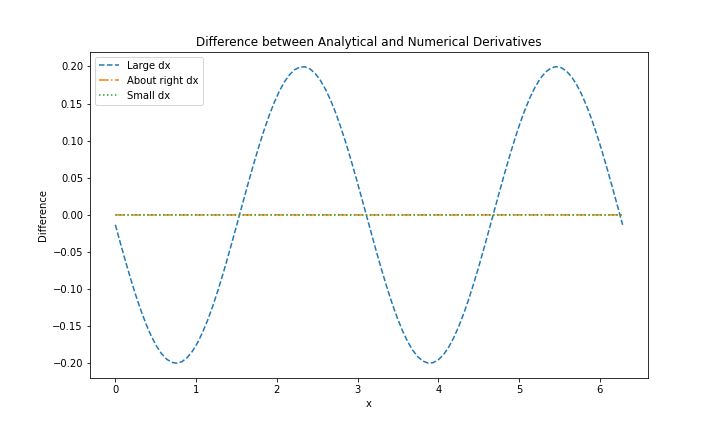 Difference between Analytical and Numerical Derivatives
Large dx
About right dx
Small dx
0.20
0.15
0.10
0.05
0.00
−0.05
−0.10
−0.15
−0.20
Difference
0 1 2 3 4 5 6
x